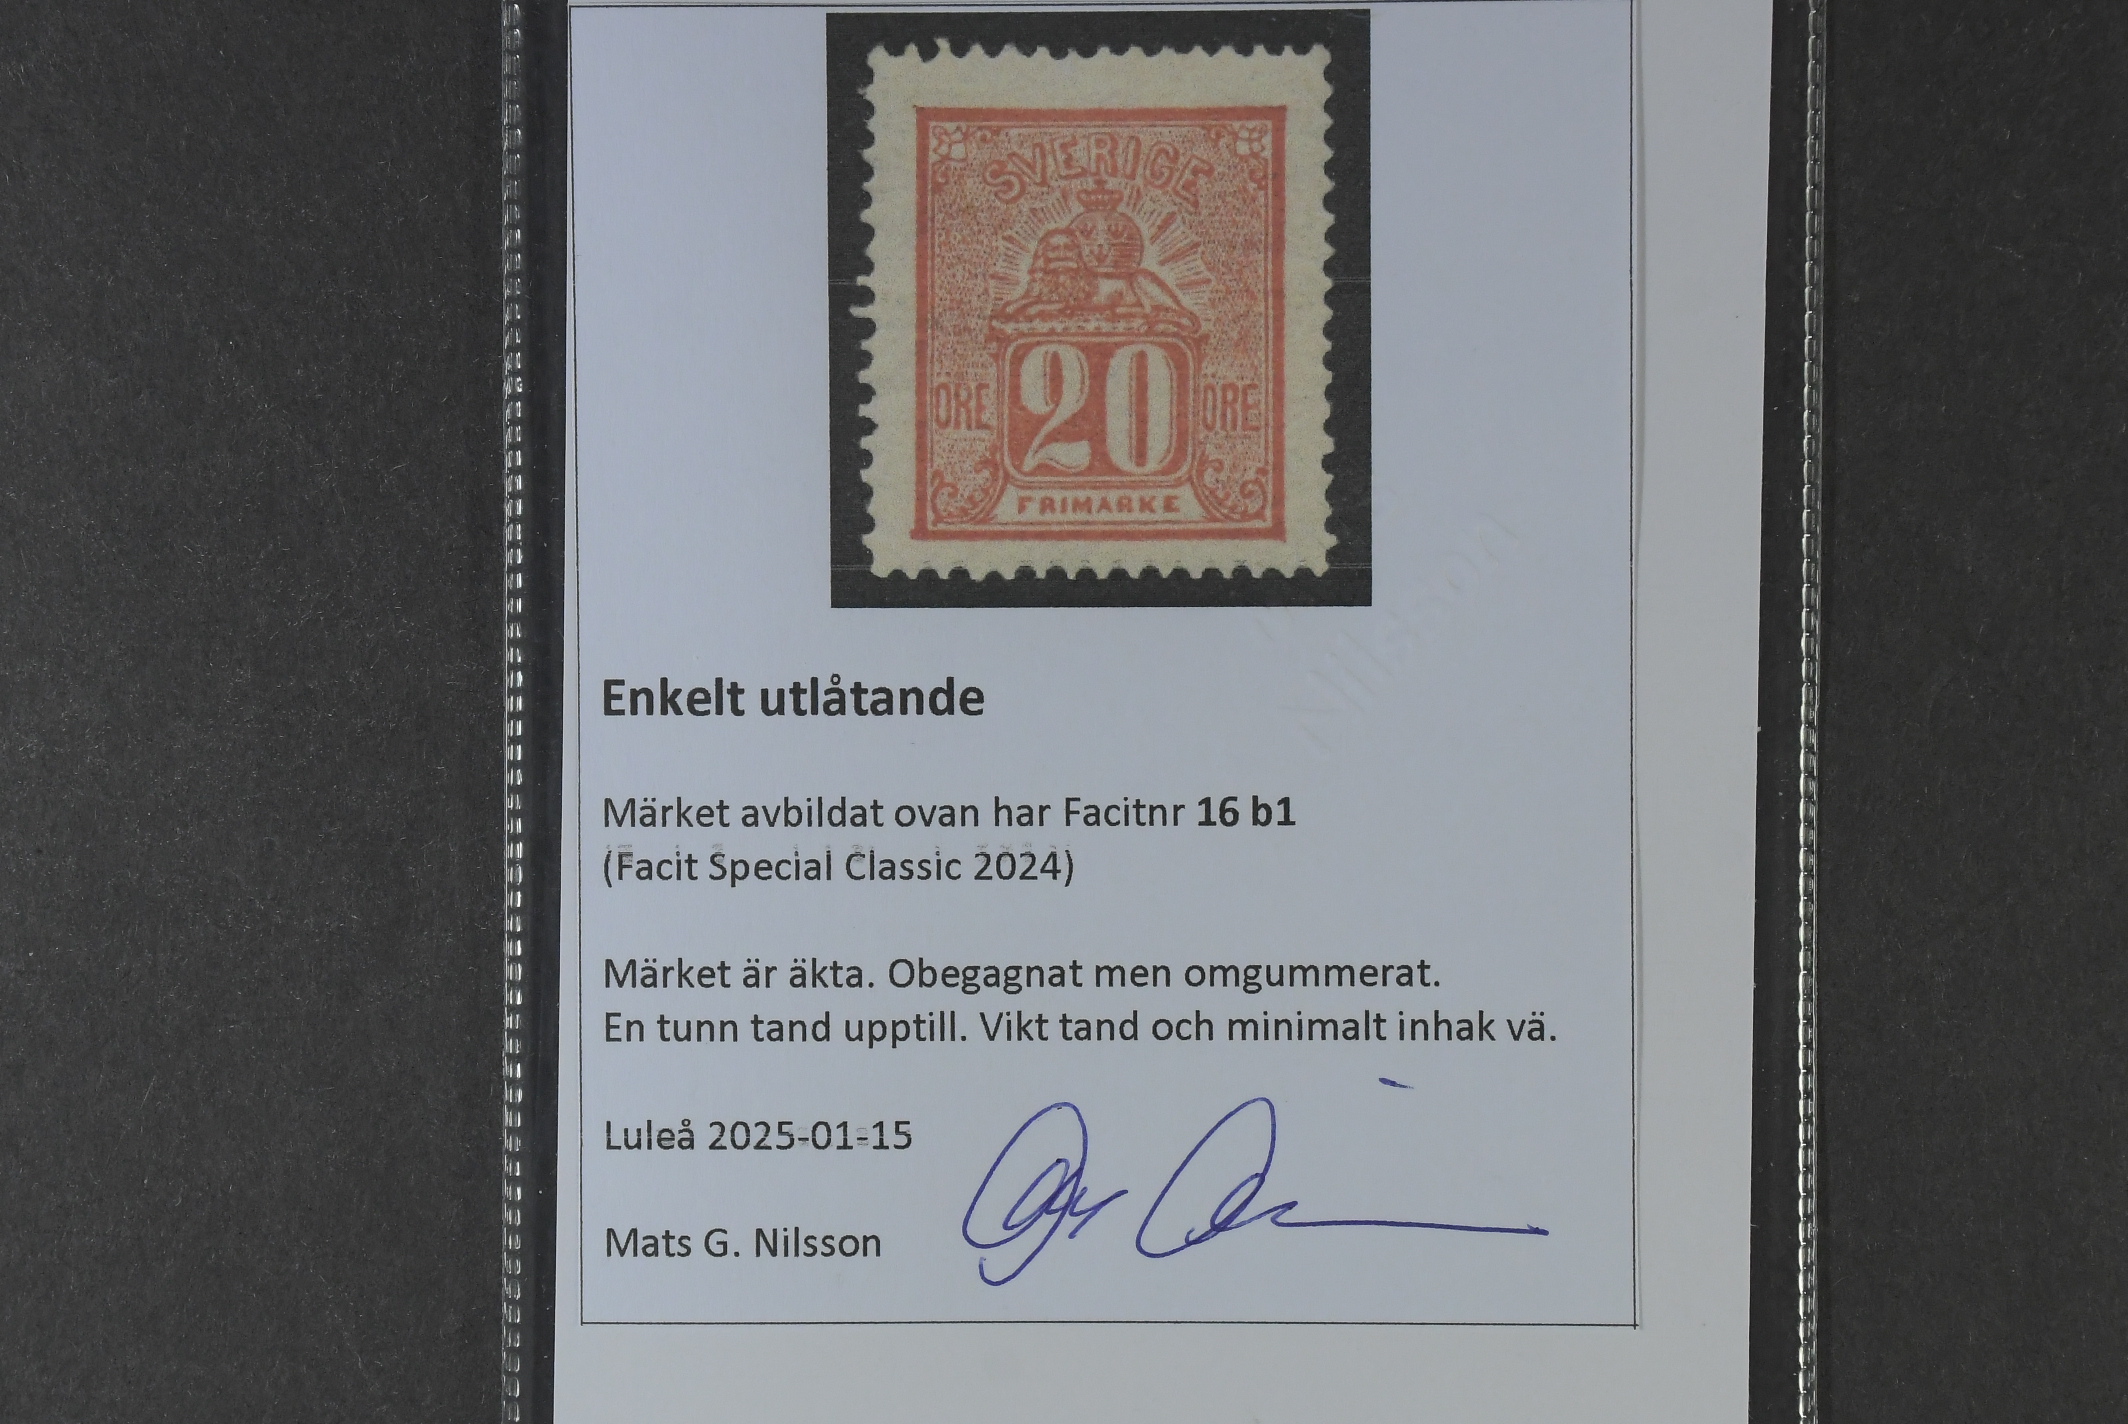 SVERIGE
ÖRE 20 ÖRE
FRIMÄRKE
Nilsson
Enkelt utlåtande
Märket avbildat ovan har Facitnr 16 b1
(Facit Special Classic 2024)
Märket är äkta. Obegagnat men omgummerat.
En tunn tand upptill. Vikt tand och minimalt inhak vä.
Luleå 2025-01-15
Mats G. Nilsson